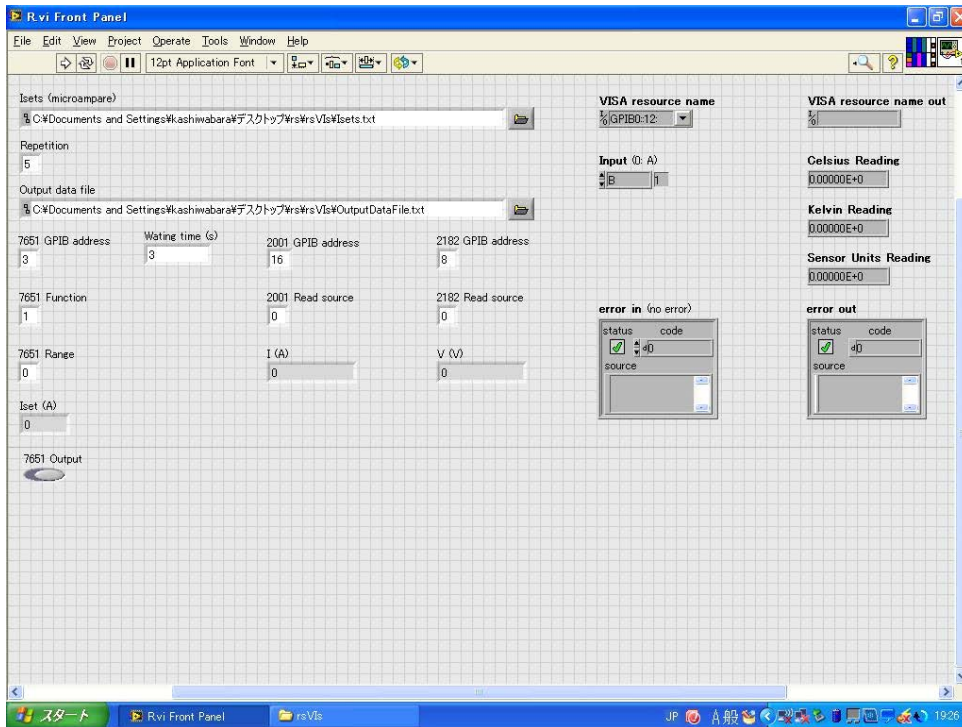 R.vi Front Panel
File Edit View Project Operate Tools Window Help
12pt Application Font
Isets (microampare)
C:¥Documents and Settings¥kashiwabara¥デスクトップ¥rs¥rsVIs¥Isets.txt
Repetition
5
Output data file
C:¥Documents and Settings¥kashiwabara¥デスクトップ¥rs¥rsVIs¥OutputDataFile.txt
7651 GPIB address
3
Wating time (s)
3
2001 GPIB address
16
2182 GPIB address
8
7651 Function
1
2001 Read source
0
2182 Read source
0
7651 Range
0
I (A)
0
V (V)
0
Iset (A)
0
7651 Output
VISA resource name
GPIB0::12::
VISA resource name out
Input (0: A)
B
1
Celsius Reading
0.00000E+0
Kelvin Reading
0.00000E+0
Sensor Units Reading
0.00000E+0
error in (no error)
status code
d0
source
error out
status code
d0
source
スタート
R.vi Front Panel
rsVIs
JP
A 般
19:26